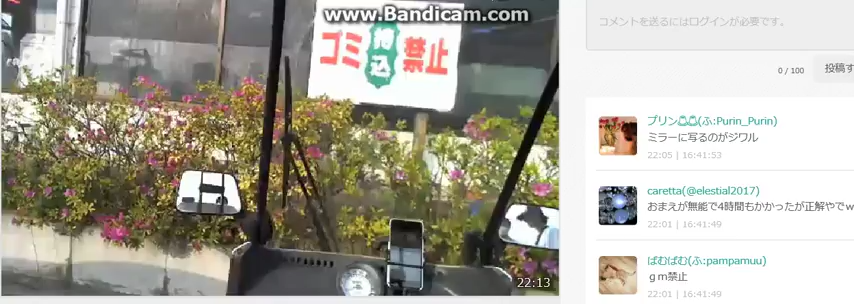 www.Bandicam.com
ゴミ持込禁止
22:13
コメントを送るにはログインが必要です。
0 / 100
投稿す
プリン🍮🍮(ふ:Purin_Purin)
ミラーに写るのがジワル
22:05 | 16:41:53
caretta(@elestial2017)
おまえが無能で4時間もかかったが正解やでw
22:01 | 16:41:49
ぱむぱむ(ふ:pampamuu)
gm禁止
22:01 | 16:41:49